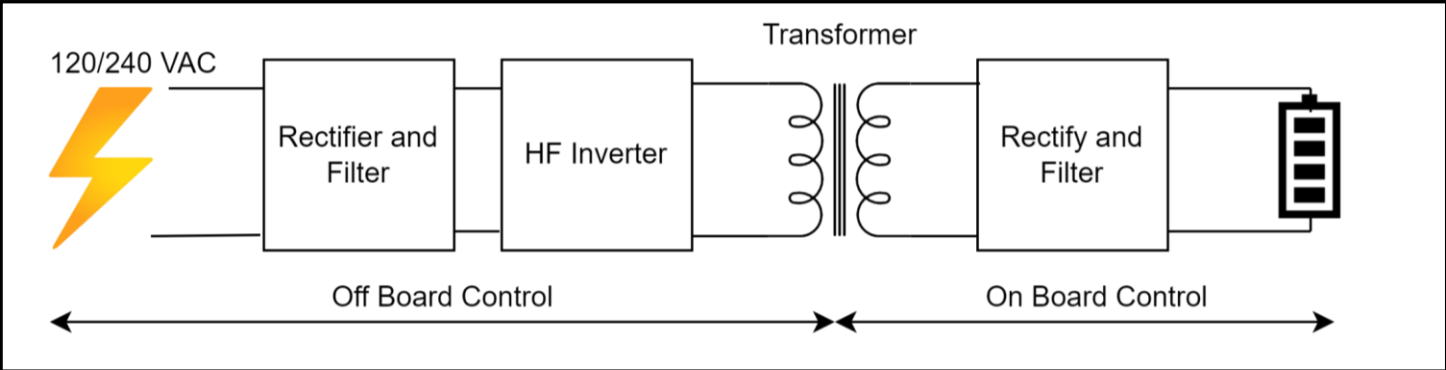 Transformer
120/240 VAC
Rectifier and
Filter
HF Inverter
Rectify and
Filter
Off Board Control
On Board Control